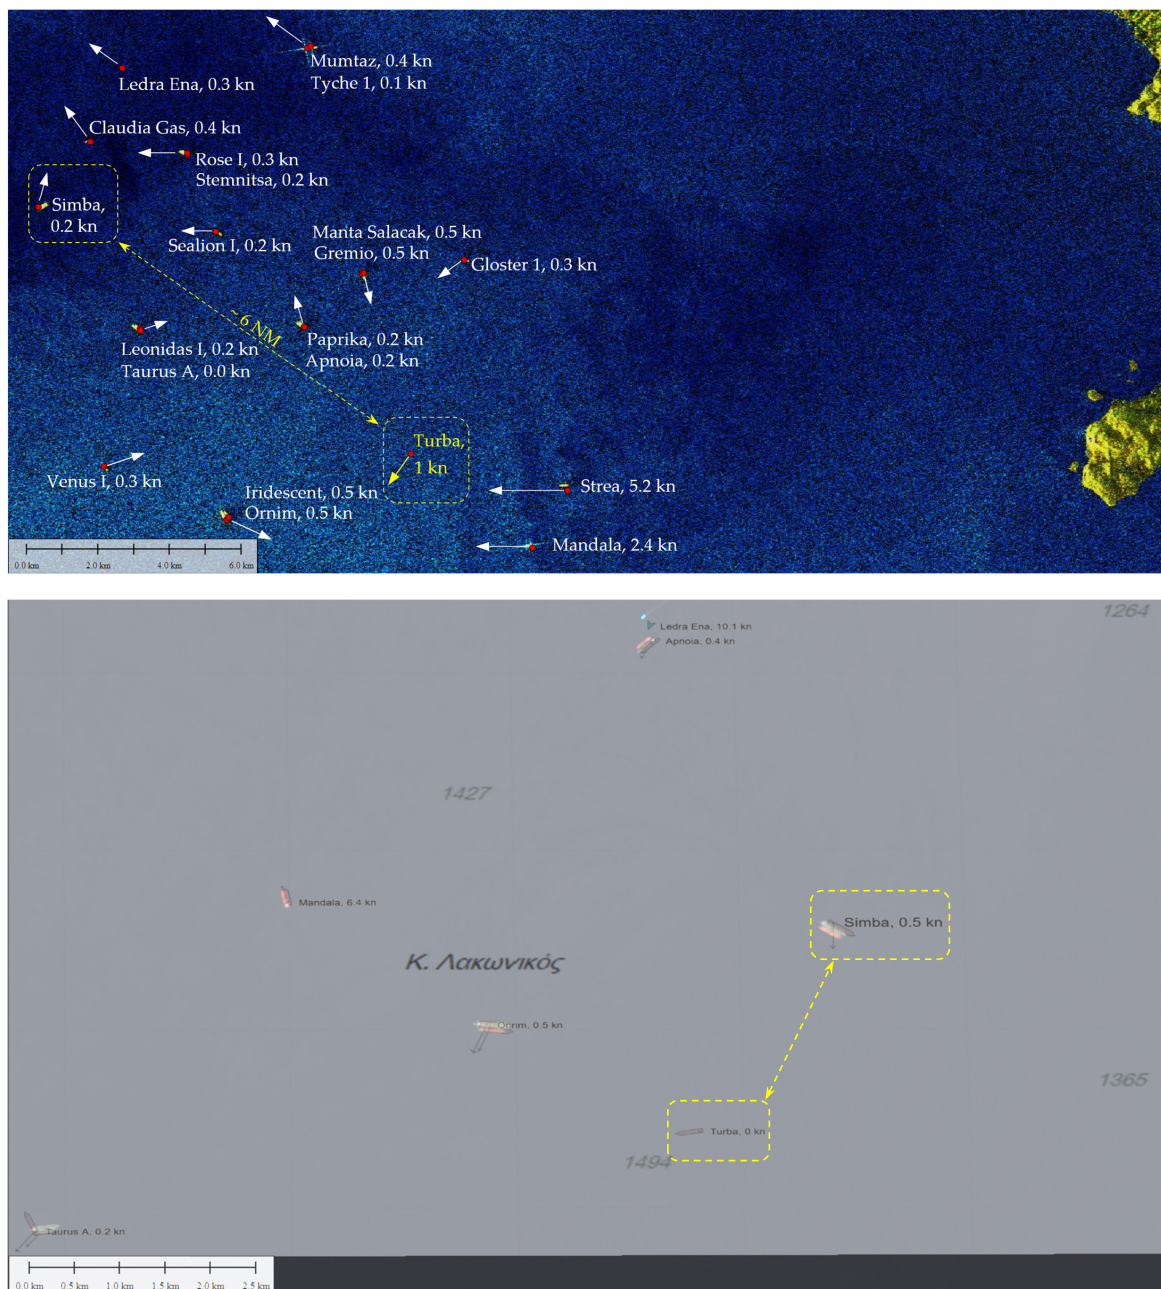 Mumtaz, 0.4 kn
Tyche 1, 0.1 kn
Ledra Ena, 0.3 kn
Claudia Gas, 0.4 kn
Rose I, 0.3 kn
Stemnitsa, 0.2 kn
Simba,
0.2 kn
Sealion I, 0.2 kn
Manta Salacak, 0.5 kn
Gremio, 0.5 kn
Gloster 1, 0.3 kn
~6 NM
Leonidas I, 0.2 kn
Taurus A, 0.0 kn
Paprika, 0.2 kn
Apnoia, 0.2 kn
Turba,
1 kn
Venus I, 0.3 kn
Iridescent, 0.5 kn
Ornim, 0.5 kn
Strea, 5.2 kn
Mandala, 2.4 kn
0.0 km 2.0 km 4.0 km 6.0 km
1264
Ledra Ena, 10.1 kn
Apnoia, 0.4 kn
1427
Mandala, 6.4 kn
Simba, 0.5 kn
Κ. Λακωνικός
Ornim, 0.5 kn
1365
Turba, 0 kn
1494
Taurus A, 0.2 kn
0.0 km 0.5 km 1.0 km 1.5 km 2.0 km 2.5 km